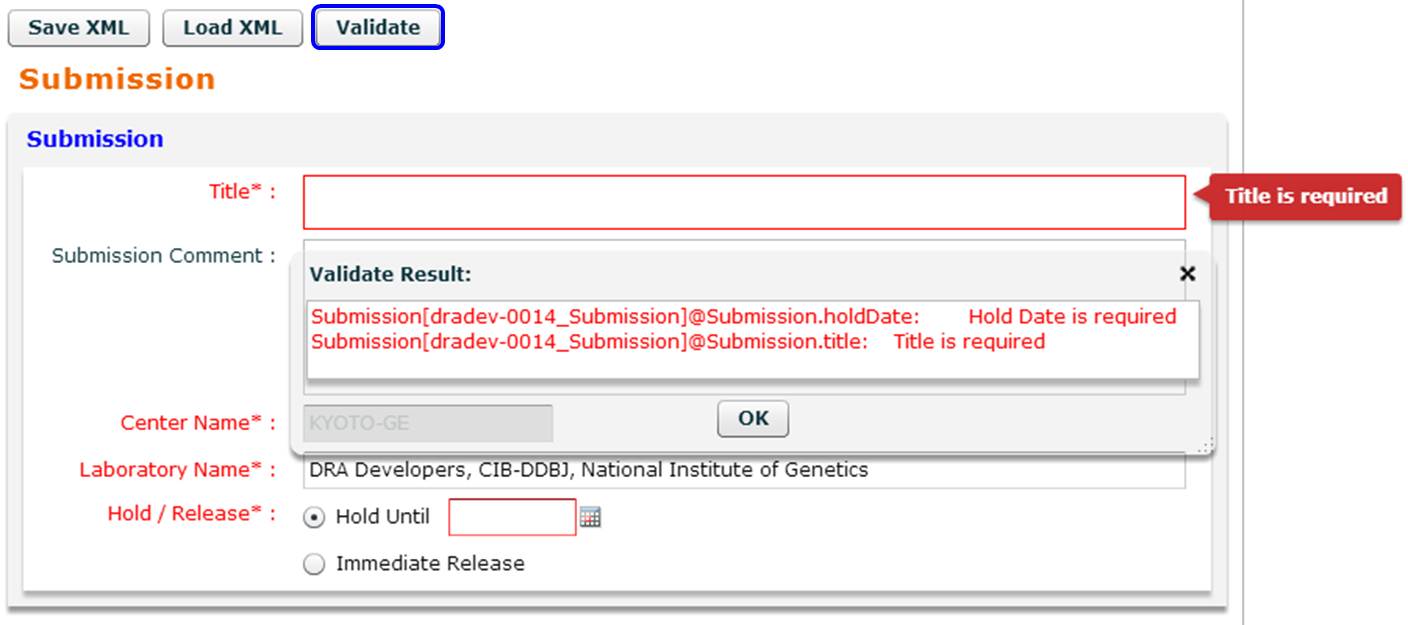 Save XML Load XML Validate
Submission
Submission
Title* :
Title is required
Submission Comment :
Validate Result:
Submission[dradev-0014_Submission]@Submission.holdDate: Hold Date is required
Submission[dradev-0014_Submission]@Submission.title: Title is required
OK
Center Name* : KYOTO-GE
Laboratory Name* : DRA Developers, CIB-DDBJ, National Institute of Genetics
Hold / Release* : Hold Until
Immediate Release